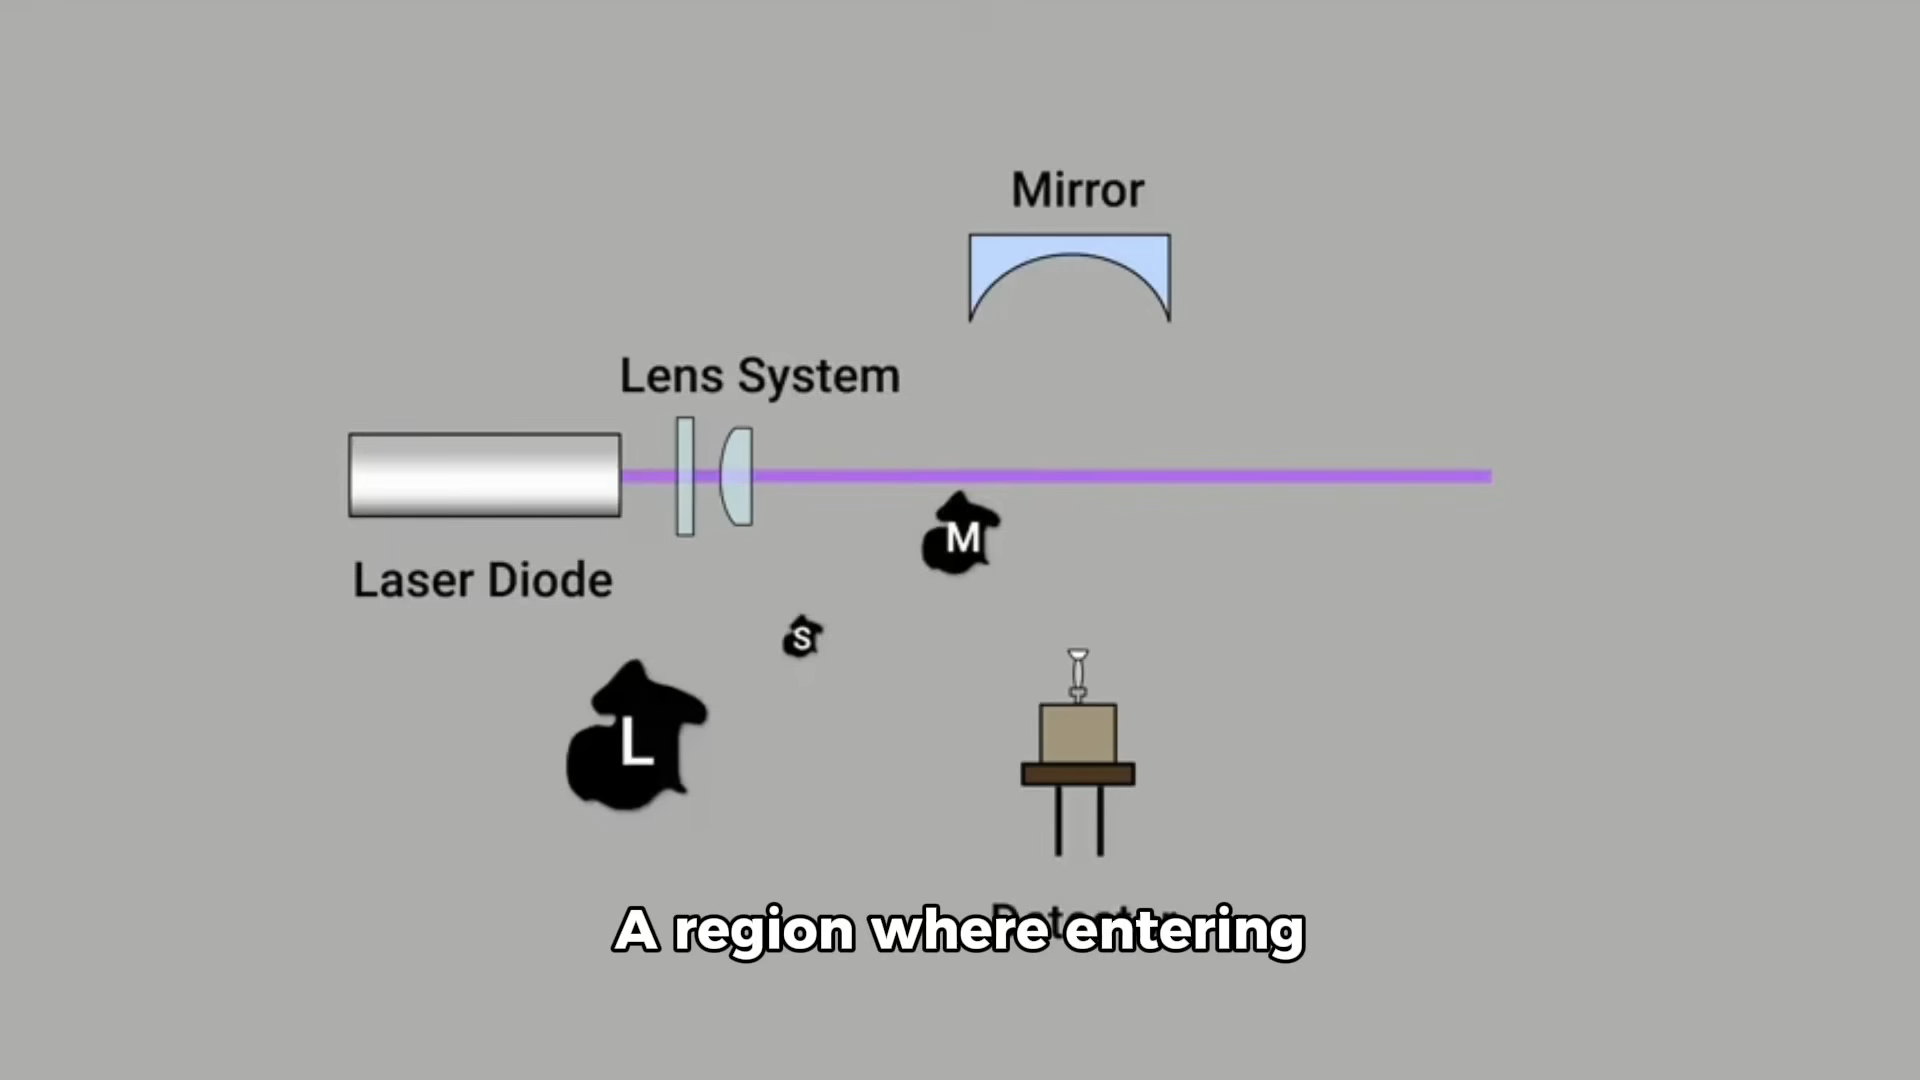 Mirror
Lens System
Laser Diode
M
S
L
A region where entering